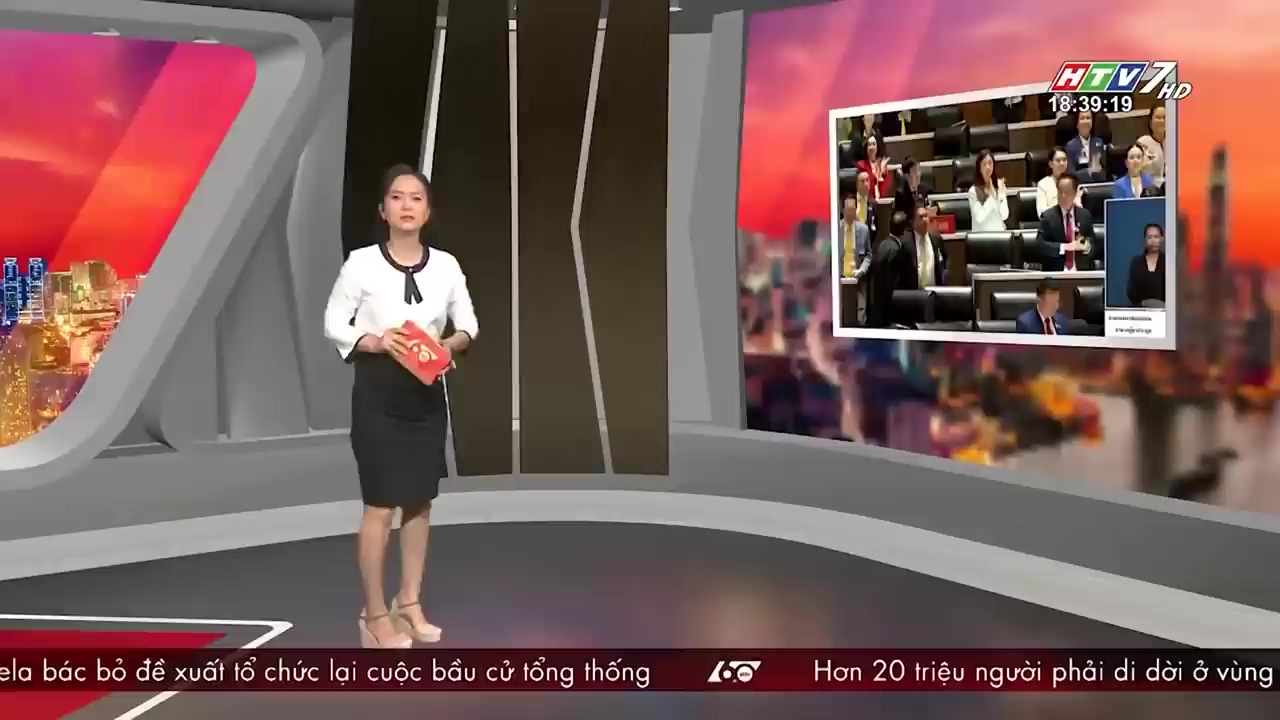 HTV7 HD
18:39:19
ela bác bỏ đề xuất tổ chức lại cuộc bầu cử tổng thống
60 Hơn 20 triệu người phải di dời ở vùng